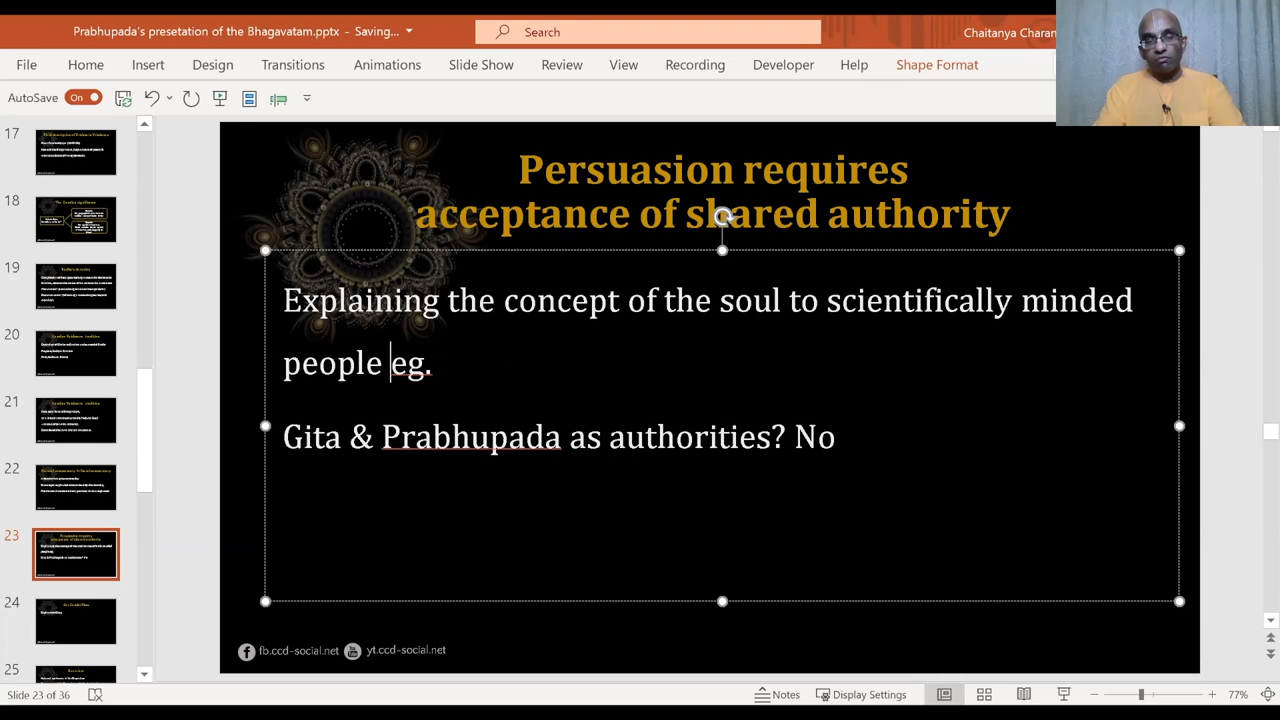 Prabhupada's presetation of the Bhagavatam.pptx - Saving...
Search
Chaitanya Charan
File Home Insert Design Transitions Animations Slide Show Review View Recording Developer Help Shape Format
AutoSave On
17
18
19
20
21
22
23
24
25
Persuasion requires
acceptance of shared authority
Explaining the concept of the soul to scientifically minded
people eg.
Gita & Prabhupada as authorities? No
fb.ccd-social.net yt.ccd-social.net
Slide 23 of 36
Notes Display Settings 77%